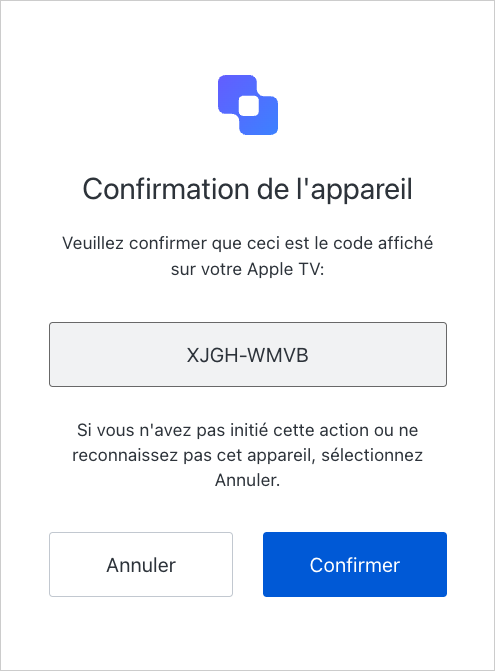 Confirmation de l'appareil
Veuillez confirmer que ceci est le code affiché
sur votre Apple TV:
XJGH-WMVB
Si vous n'avez pas initié cette action ou ne
reconnaissez pas cet appareil, sélectionnez
Annuler.
Annuler
Confirmer